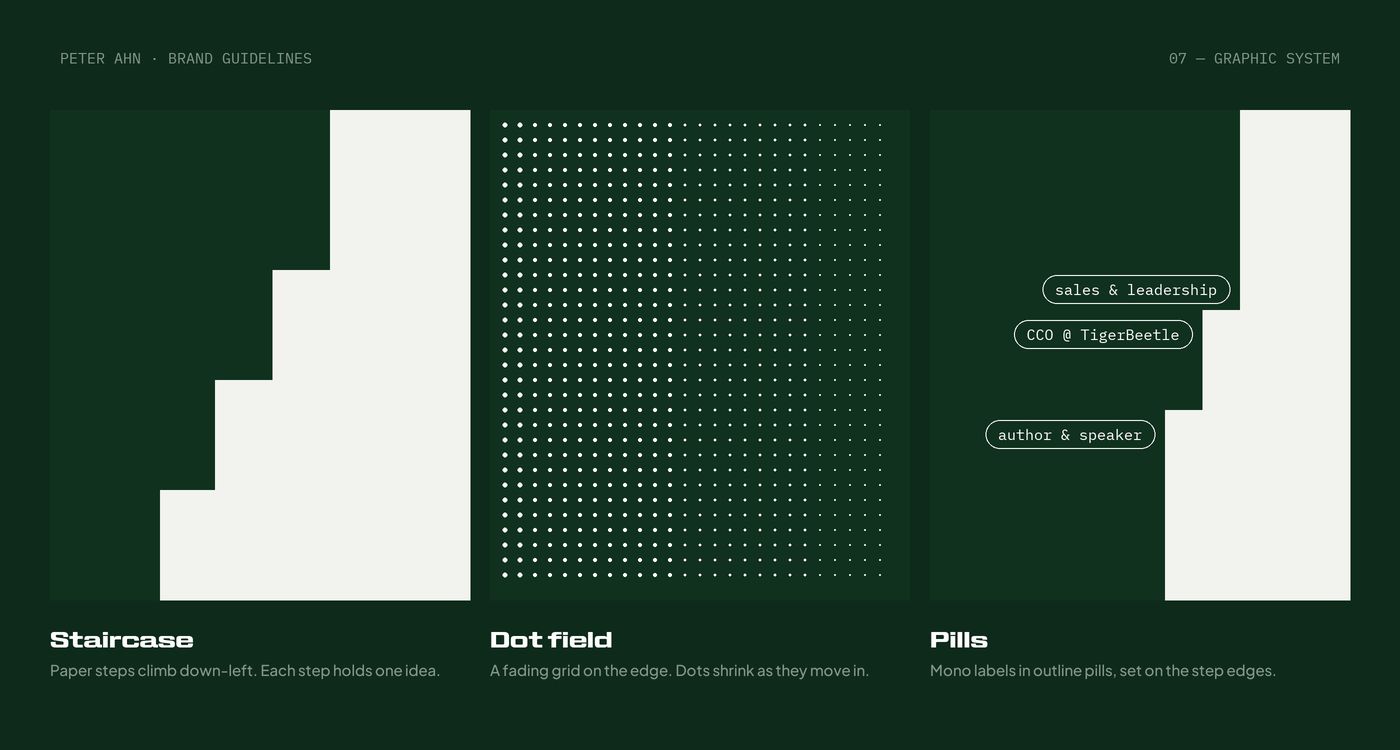 PETER AHN · BRAND GUIDELINES
07 — GRAPHIC SYSTEM
sales & leadership
CCO @ TigerBeetle
author & speaker
Staircase
Paper steps climb down-left. Each step holds one idea.
Dot field
A fading grid on the edge. Dots shrink as they move in.
Pills
Mono labels in outline pills, set on the step edges.